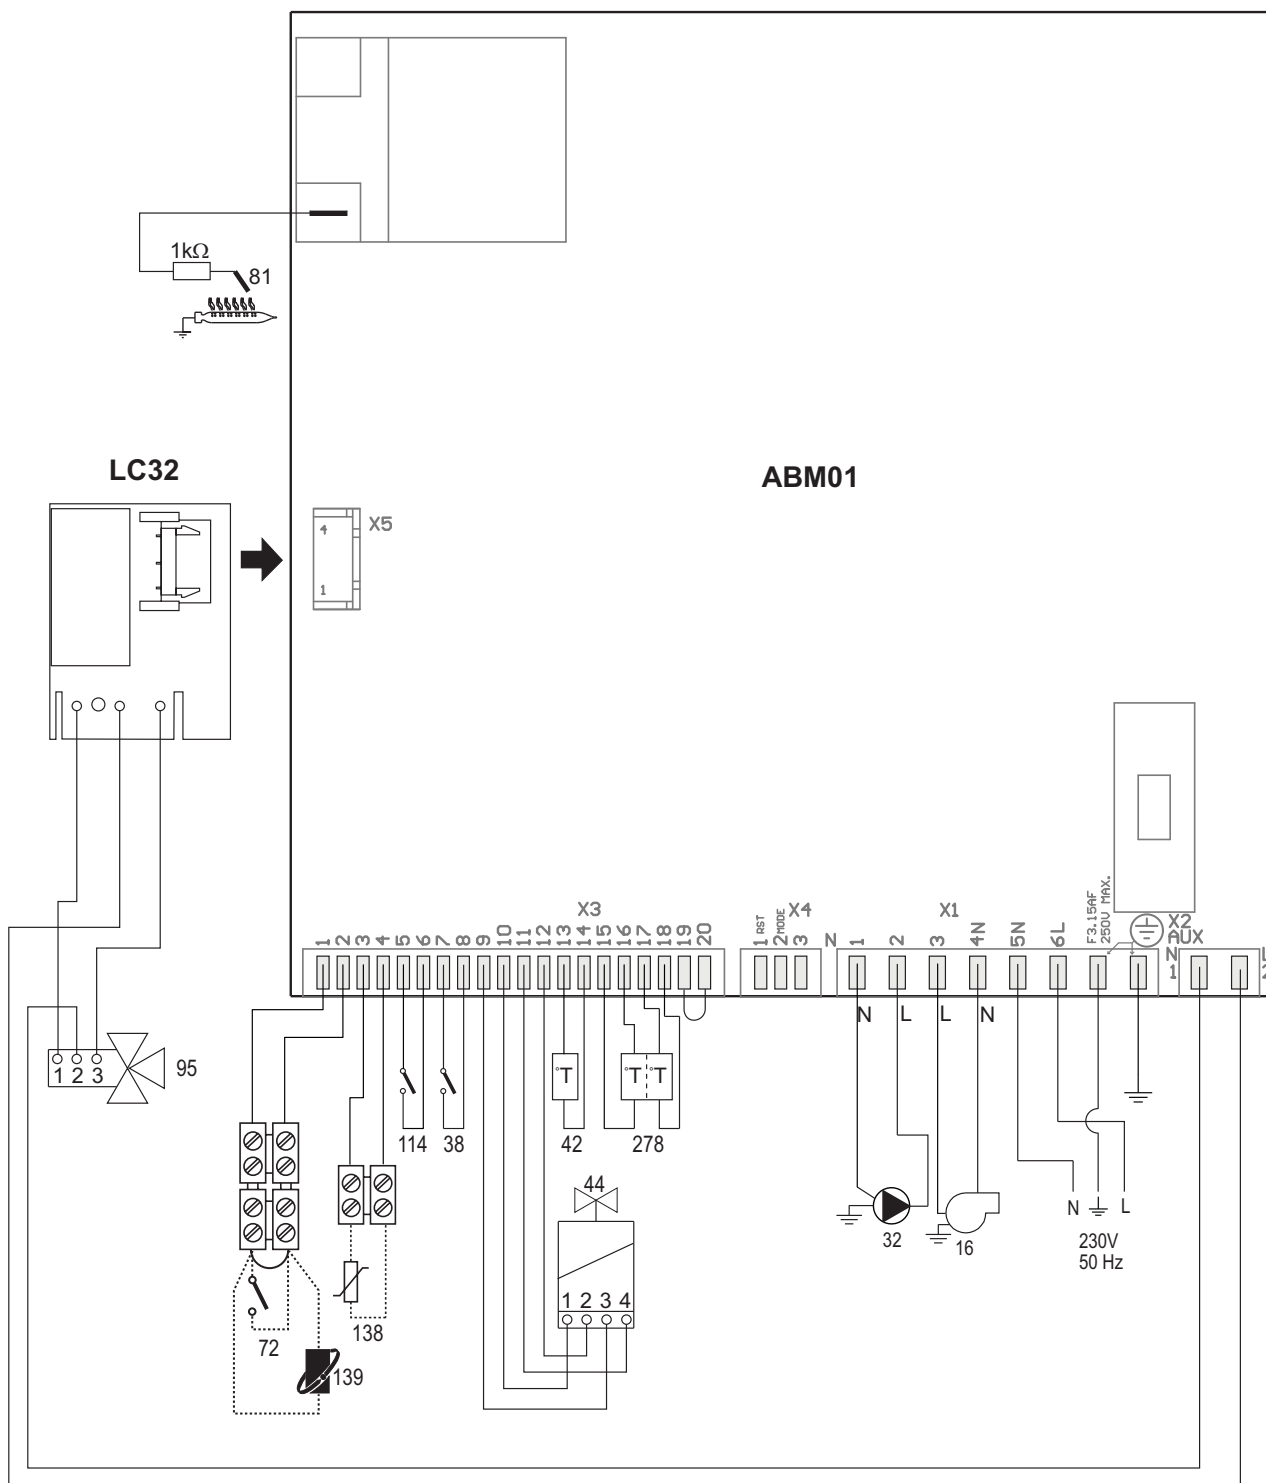 1kΩ
81
LC32
ABM01
X5
4
1
F3.15AF
250V MAX.
X3
X4
X1
X2
AUX
1 2 3 4 5 6 7 8 9 10 11 12 13 14 15 16 17 18 19 20
1 RST
2 MODE
3
N
1 2 3 4N 5N 6L
N
1
L
2
N L L N
1 2 3
95
°T
°T °T
114 38 42 278
44
N L
32 16
230V
50 Hz
1 2 3 4
72
138
139